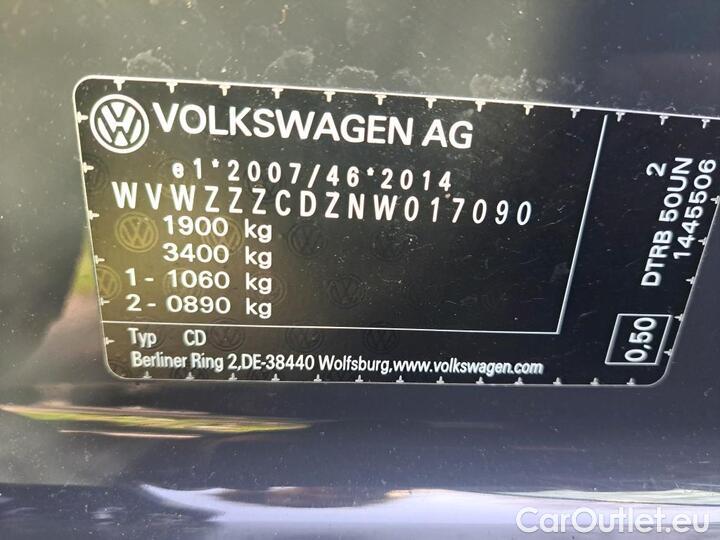 VOLKSWAGEN AG
e1*2007/46*2014
WVWZZZCDZNW017090
1900 kg
3400 kg
1 - 1060 kg
2 - 0890 kg
Typ CD
Berliner Ring 2,DE-38440 Wolfsburg,www.volkswagen.com
2
DTRB 50UN
1445506
0,50
CarOutlet.eu